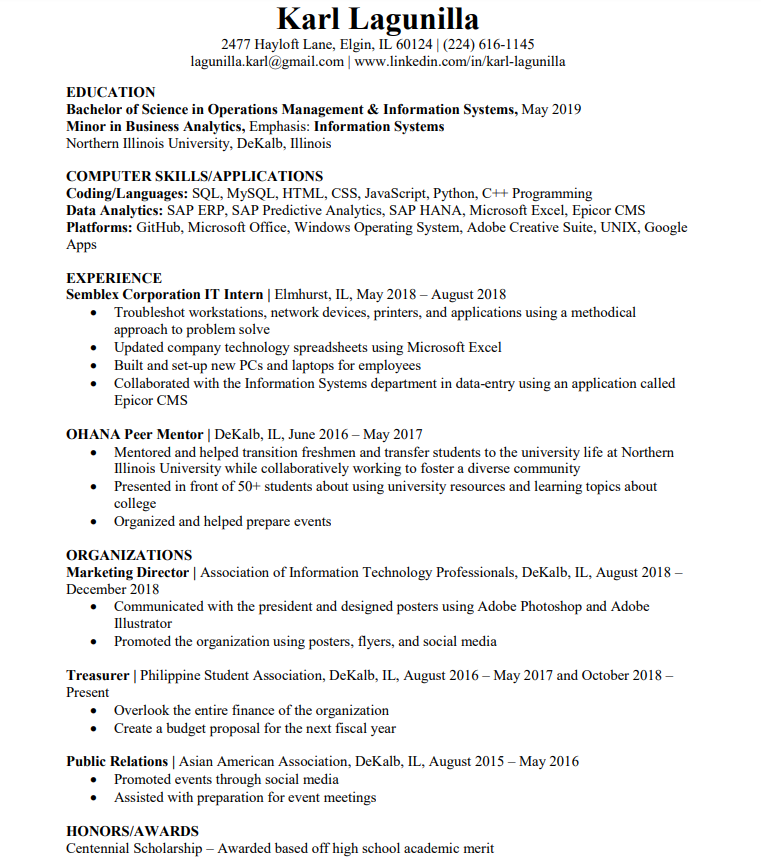 Karl Lagunilla
2477 Hayloft Lane, Elgin, IL 60124 | (224) 616-1145
lagunilla.karl@gmail.com | www.linkedin.com/in/karl-lagunilla
EDUCATION
Bachelor of Science in Operations Management & Information Systems, May 2019
Minor in Business Analytics, Emphasis: Information Systems
Northern Illinois University, DeKalb, Illinois
COMPUTER SKILLS/APPLICATIONS
Coding/Languages: SQL, MySQL, HTML, CSS, JavaScript, Python, C++ Programming
Data Analytics: SAP ERP, SAP Predictive Analytics, SAP HANA, Microsoft Excel, Epicor CMS
Platforms: GitHub, Microsoft Office, Windows Operating System, Adobe Creative Suite, UNIX, Google
Apps
EXPERIENCE
Semblex Corporation IT Intern | Elmhurst, IL, May 2018 – August 2018
• Troubleshot workstations, network devices, printers, and applications using a methodical
approach to problem solve
• Updated company technology spreadsheets using Microsoft Excel
• Built and set-up new PCs and laptops for employees
• Collaborated with the Information Systems department in data-entry using an application called
Epicor CMS
OHANA Peer Mentor | DeKalb, IL, June 2016 – May 2017
• Mentored and helped transition freshmen and transfer students to the university life at Northern
Illinois University while collaboratively working to foster a diverse community
• Presented in front of 50+ students about using university resources and learning topics about
college
• Organized and helped prepare events
ORGANIZATIONS
Marketing Director | Association of Information Technology Professionals, DeKalb, IL, August 2018 –
December 2018
• Communicated with the president and designed posters using Adobe Photoshop and Adobe
Illustrator
• Promoted the organization using posters, flyers, and social media
Treasurer | Philippine Student Association, DeKalb, IL, August 2016 – May 2017 and October 2018 –
Present
• Overlook the entire finance of the organization
• Create a budget proposal for the next fiscal year
Public Relations | Asian American Association, DeKalb, IL, August 2015 – May 2016
• Promoted events through social media
• Assisted with preparation for event meetings
HONORS/AWARDS
Centennial Scholarship – Awarded based off high school academic merit